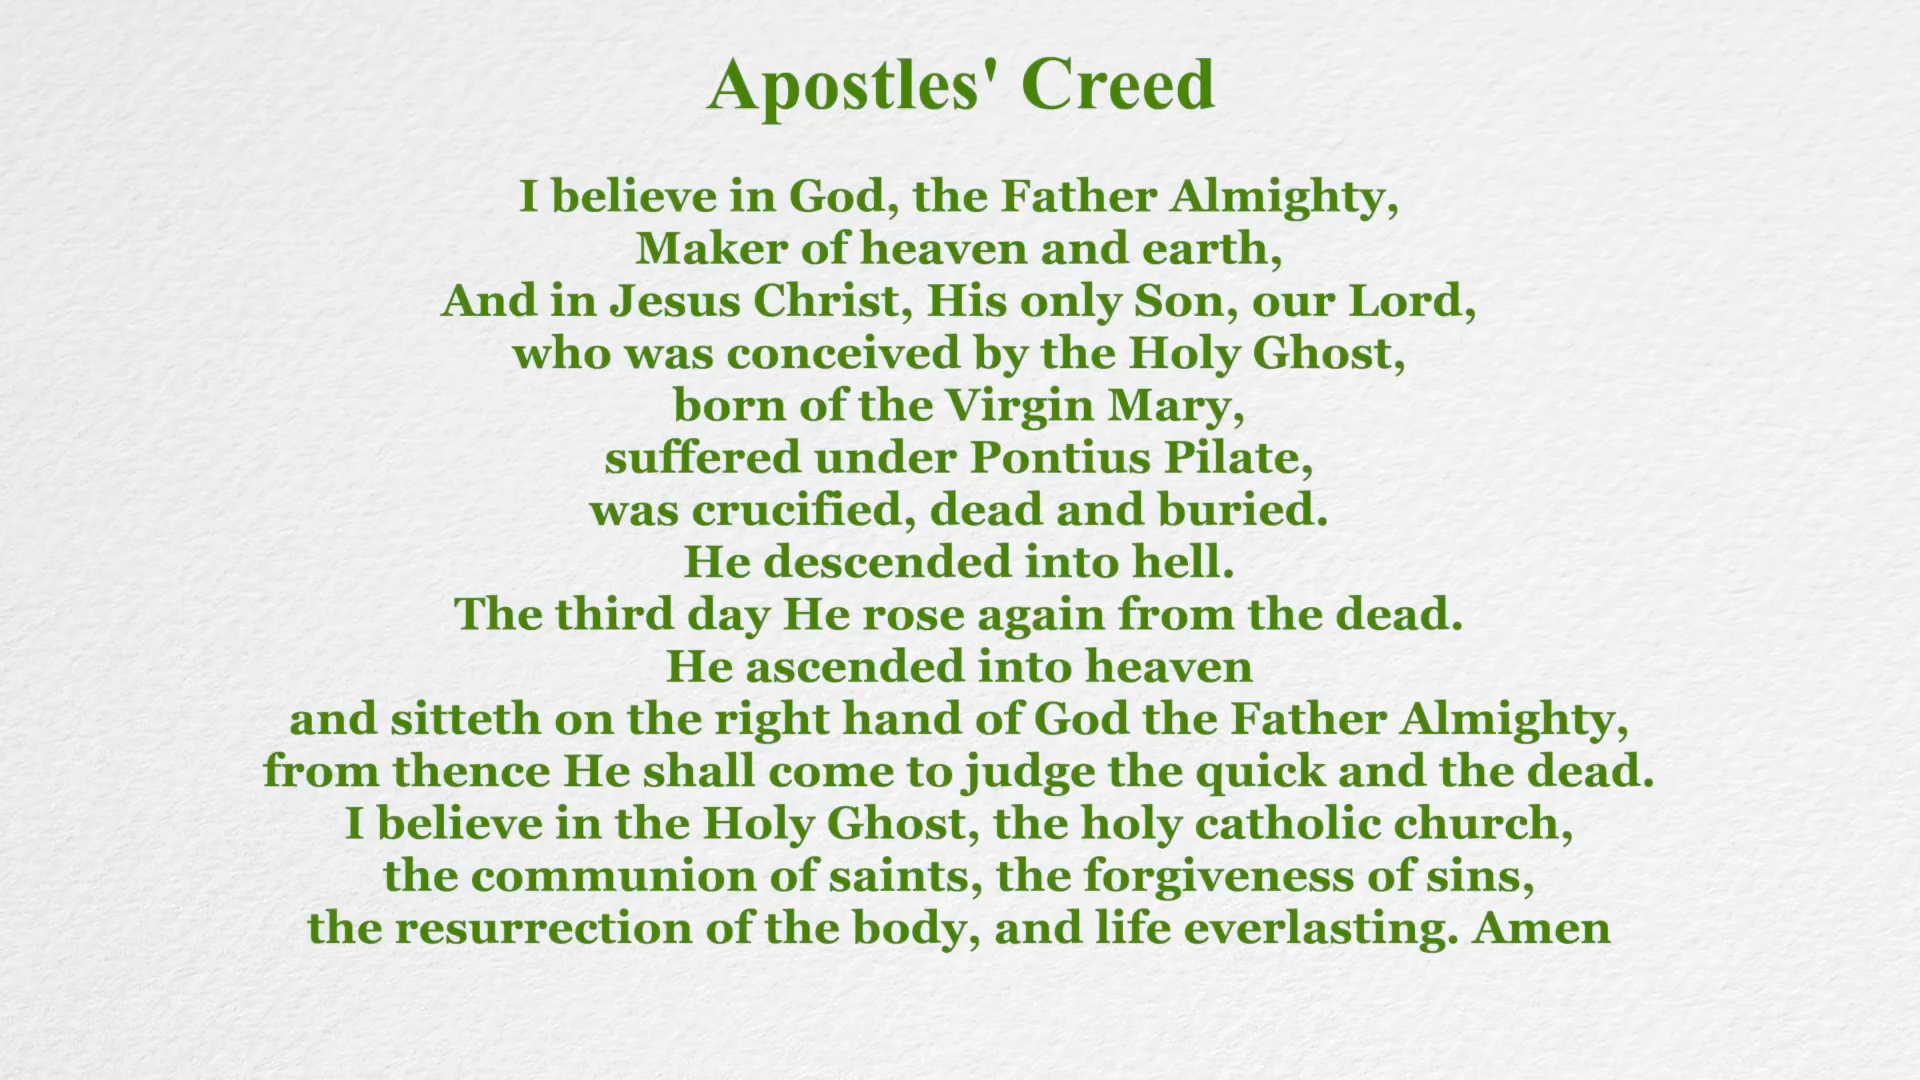 Apostles' Creed
I believe in God, the Father Almighty,
Maker of heaven and earth,
And in Jesus Christ, His only Son, our Lord,
who was conceived by the Holy Ghost,
born of the Virgin Mary,
suffered under Pontius Pilate,
was crucified, dead and buried.
He descended into hell.
The third day He rose again from the dead.
He ascended into heaven
and sitteth on the right hand of God the Father Almighty,
from thence He shall come to judge the quick and the dead.
I believe in the Holy Ghost, the holy catholic church,
the communion of saints, the forgiveness of sins,
the resurrection of the body, and life everlasting. Amen